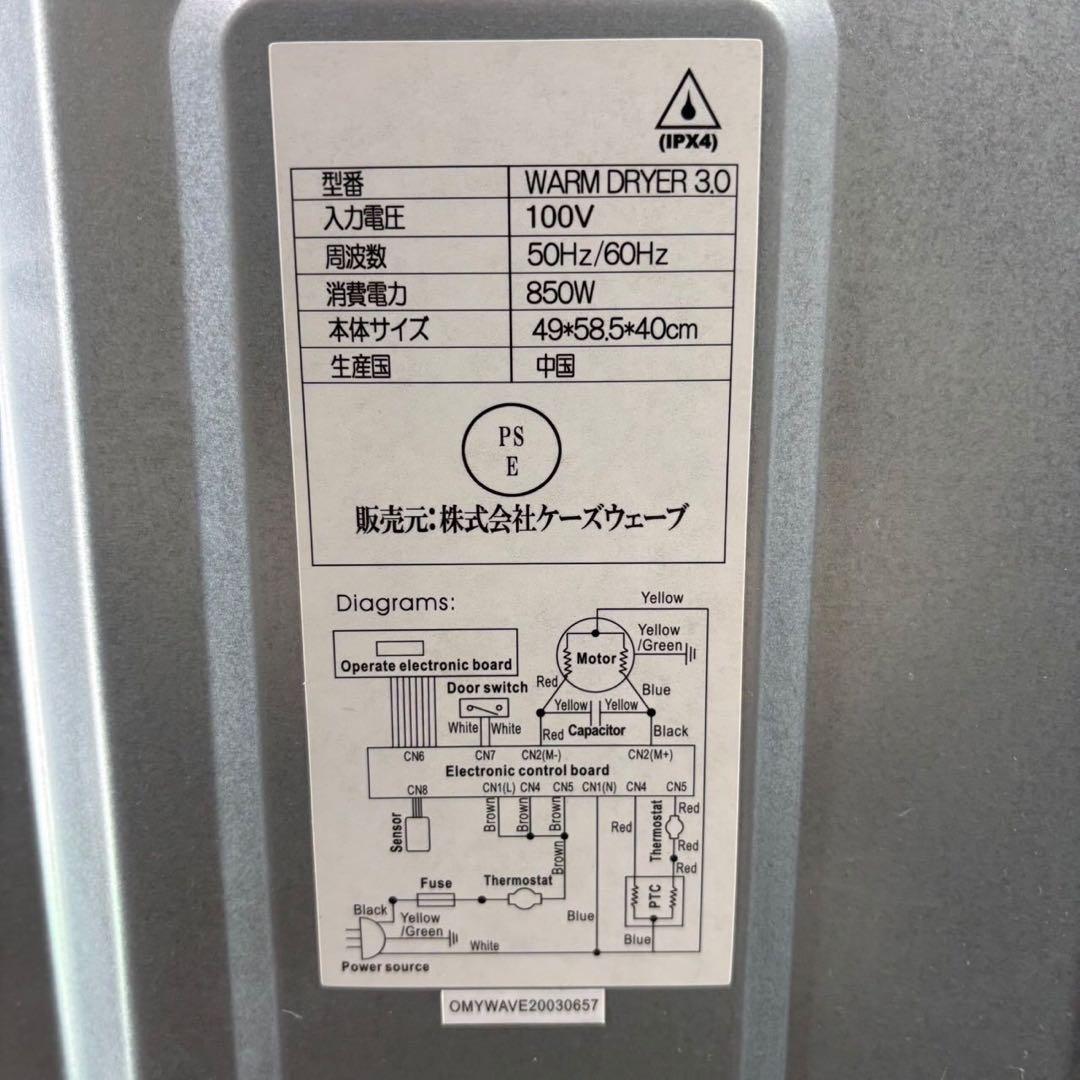 (IPX4)
型番 WARM DRYER 3.0
入力電圧 100V
周波数 50Hz/60Hz
消費電力 850W
本体サイズ 49*58.5*40cm
生産国 中国
PS
E
販売元:株式会社ケーズウェーブ
Diagrams:
Yellow
Yellow
/Green
Operate electronic board
Motor
Red
Blue
Door switch
White White
Yellow Yellow
Red Capacitor Black
CN6 CN7 CN2(M-) CN2(M+)
Electronic control board
CN8 CN1(L) CN4 CN5 CN1(N) CN4 CN5
Sensor
Brown Brown Brown
Brown
Red
Thermostat
Red
Red
Red
PTC
Fuse Thermostat
Black
Yellow
/Green
White
Blue
Blue
Power source
OMYWAVE20030657